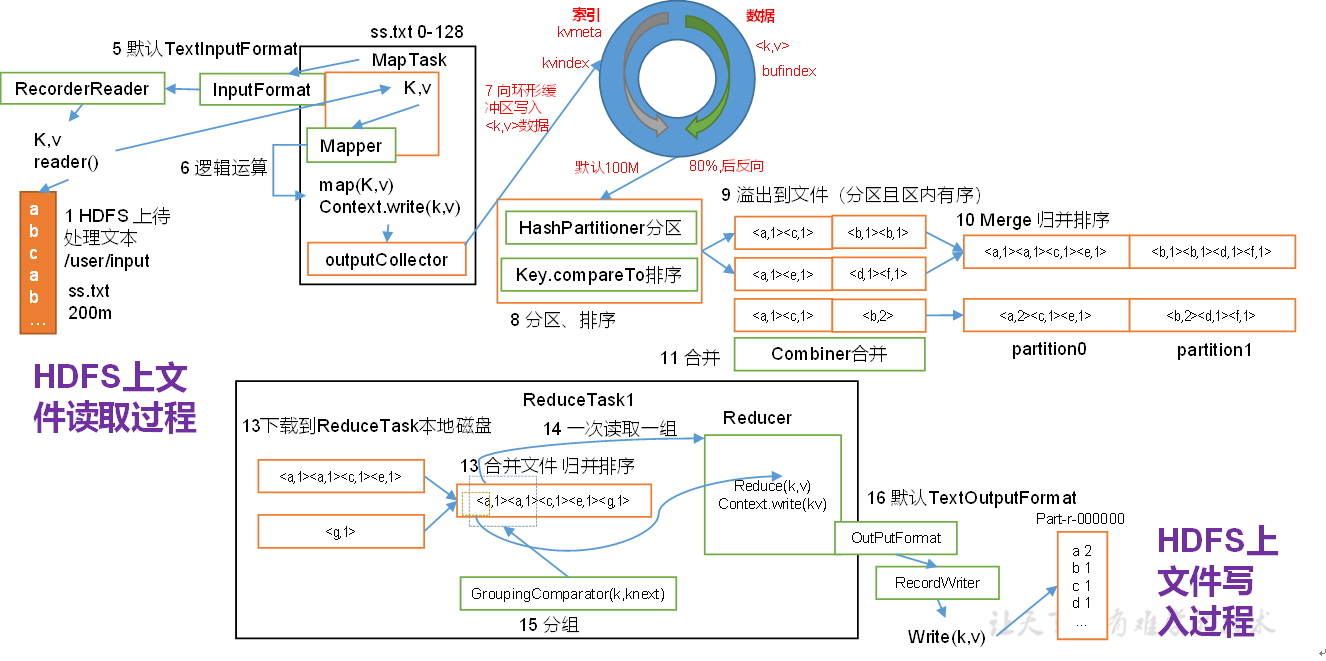 5 默认TextInputFormat
RecorderReader
InputFormat
K,v
reader()
a
b
c
a
b
...
1 HDFS 上待
处理文本
/user/input
ss.txt
200m
HDFS上文
件读取过程
ss.txt 0-128
MapTask
K,v
Mapper
6 逻辑运算
map(K,v)
Context.write(k,v)
outputCollector
索引
kvmeta
kvindex
数据
<k,v>
bufindex
7 向环形缓
冲区写入
<k,v>数据
默认100M
80%,后反向
HashPartitioner分区
Key.compareTo排序
8 分区、排序
9 溢出到文件（分区且区内有序）
<a,1><c,1>
<b,1><b,1>
<a,1><e,1>
<d,1><f,1>
<a,1><c,1>
<b,2>
10 Merge 归并排序
<a,1><a,1><c,1><e,1>
<b,1><b,1><d,1><f,1>
<a,2><c,1><e,1>
<b,2><d,1><f,1>
partition0
partition1
11 合并
Combiner合并
ReduceTask1
13下载到ReduceTask本地磁盘
<a,1><a,1><c,1><e,1>
<g,1>
13 合并文件 归并排序
<a,1><a,1><c,1><e,1><g,1>
14 一次读取一组
GroupingComparator(k,knext)
15 分组
Reducer
Reduce(k,v)
Context.write(kv)
16 默认TextOutputFormat
OutPutFormat
RecordWriter
Write(k,v)
Part-r-000000
a 2
b 1
c 1
d 1
...
HDFS上
文件写
入过程
让天 有难 术